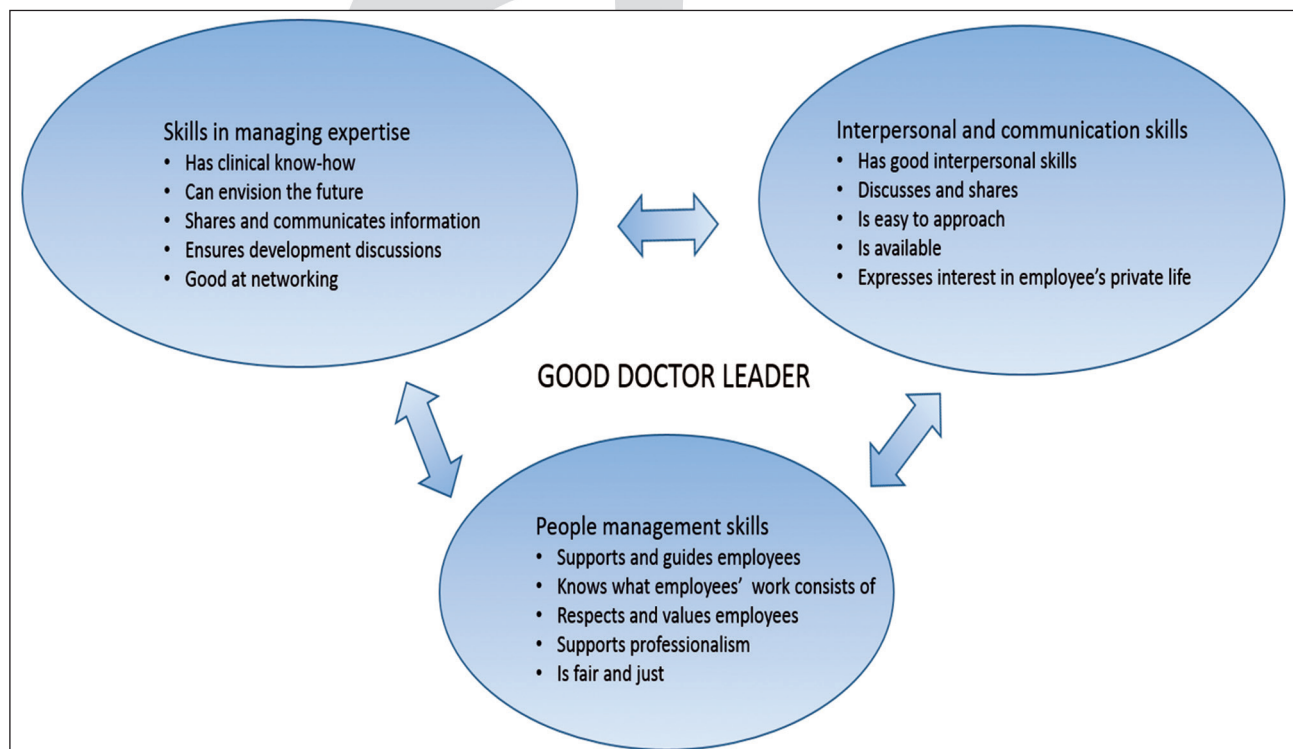 Skills in managing expertise
• Has clinical know-how
• Can envision the future
• Shares and communicates information
• Ensures development discussions
• Good at networking
Interpersonal and communication skills
• Has good interpersonal skills
• Discusses and shares
• Is easy to approach
• Is available
• Expresses interest in employee's private life
GOOD DOCTOR LEADER
People management skills
• Supports and guides employees
• Knows what employees' work consists of
• Respects and values employees
• Supports professionalism
• Is fair and just